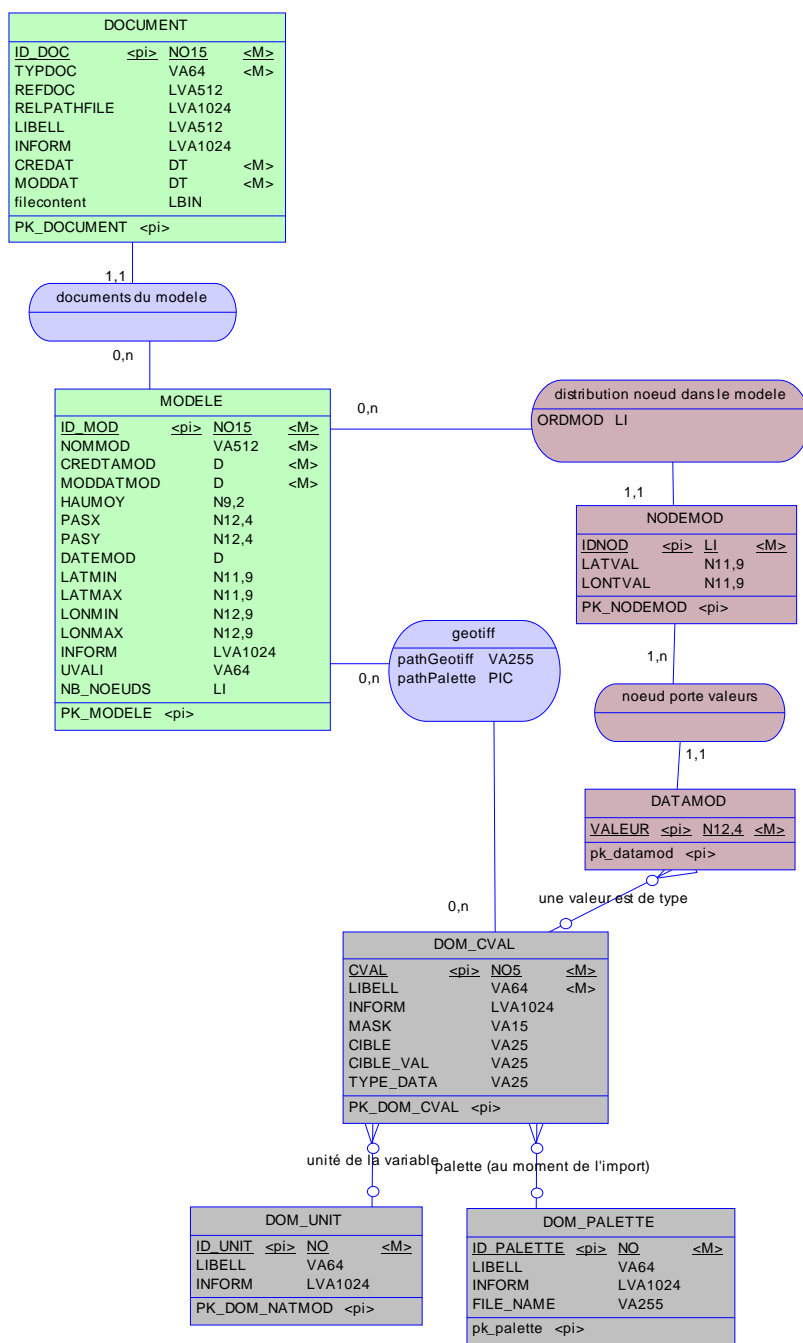 DOCUMENT
ID_DOC <pi> NO15 <M>
TYPDOC VA64 <M>
REFDOC LVA512
RELPATHFILE LVA1024
LIBELL LVA512
INFORM LVA1024
CREDAT DT <M>
MODDAT DT <M>
filecontent LBIN
PK_DOCUMENT <pi>
1,1
documents du modele
0,n
MODELE
ID_MOD <pi> NO15 <M>
NOMMOD VA512 <M>
CREDTAMOD D <M>
MODDATMOD D <M>
HAUMOY N9,2
PASX N12,4
PASY N12,4
DATEMOD D
LATMIN N11,9
LATMAX N11,9
LONMIN N12,9
LONMAX N12,9
INFORM LVA1024
UVALI VA64
NB_NOEUDS LI
PK_MODELE <pi>
0,n
distribution noeud dans le modele
ORDMOD LI
1,1
NODEMOD
IDNOD <pi> LI <M>
LATVAL N11,9
LONTVAL N11,9
PK_NODEMOD <pi>
1,n
noeud porte valeurs
1,1
DATAMOD
VALEUR <pi> N12,4 <M>
pk_datamod <pi>
0,n
geotiff
pathGeotiff VA255
pathPalette PIC
0,n
une valeur est de type
DOM_CVAL
CVAL <pi> NO5 <M>
LIBELL VA64 <M>
INFORM LVA1024
MASK VA15
CIBLE VA25
CIBLE_VAL VA25
TYPE_DATA VA25
PK_DOM_CVAL <pi>
unité de la variable
palette (au moment de l'import)
DOM_UNIT
ID_UNIT <pi> NO <M>
LIBELL VA64
INFORM LVA1024
PK_DOM_NATMOD <pi>
DOM_PALETTE
ID_PALETTE <pi> NO <M>
LIBELL VA64
INFORM LVA1024
FILE_NAME VA255
pk_palette <pi>